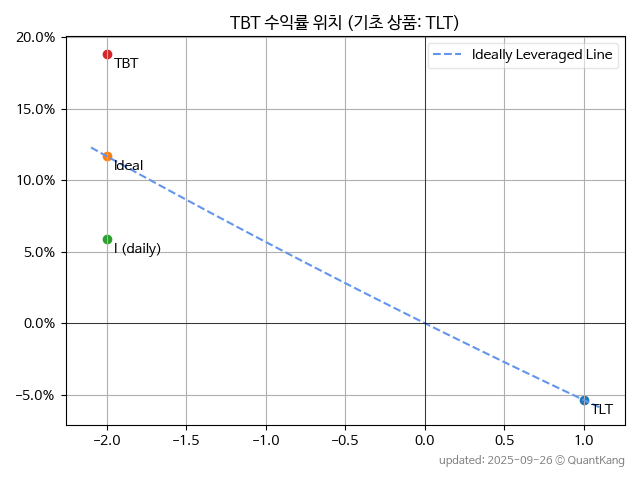 TBT 수익률 위치 (기초 상품: TLT)
20.0%
15.0%
10.0%
5.0%
0.0%
−5.0%
Ideally Leveraged Line
TBT
Ideal
I (daily)
TLT
−2.0 −1.5 −1.0 −0.5 0.0 0.5 1.0
updated: 2025-09-26 © QuantKang